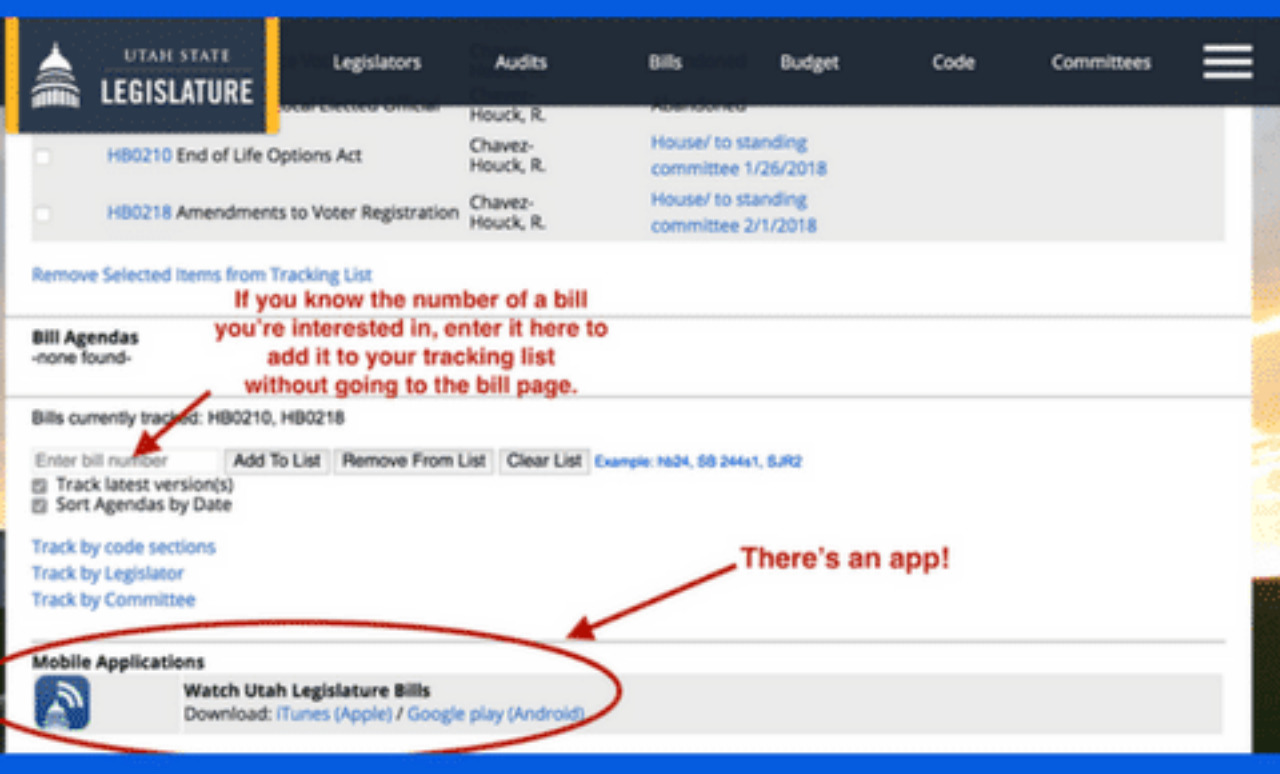 UTAH STATE
LEGISLATURE
Legislators
Audits
Bills
Budget
Code
Committees
Local Elected Official
Houck, R.
Abandoned
HB0210 End of Life Options Act
Chavez-
Houck, R.
House/ to standing
committee 1/26/2018
HB0218 Amendments to Voter Registration
Chavez-
Houck, R.
House/ to standing
committee 2/1/2018
Remove Selected Items from Tracking List
If you know the number of a bill
you're interested in, enter it here to
add it to your tracking list
without going to the bill page.
Bill Agendas
-none found-
Bills currently tracked: HB0210, HB0218
Enter bill number
Add To List
Remove From List
Clear List
Example: hb24, SB 244s1, SJR2
Track latest version(s)
Sort Agendas by Date
Track by code sections
Track by Legislator
Track by Committee
There's an app!
Mobile Applications
Watch Utah Legislature Bills
Download: iTunes (Apple) / Google play (Android)